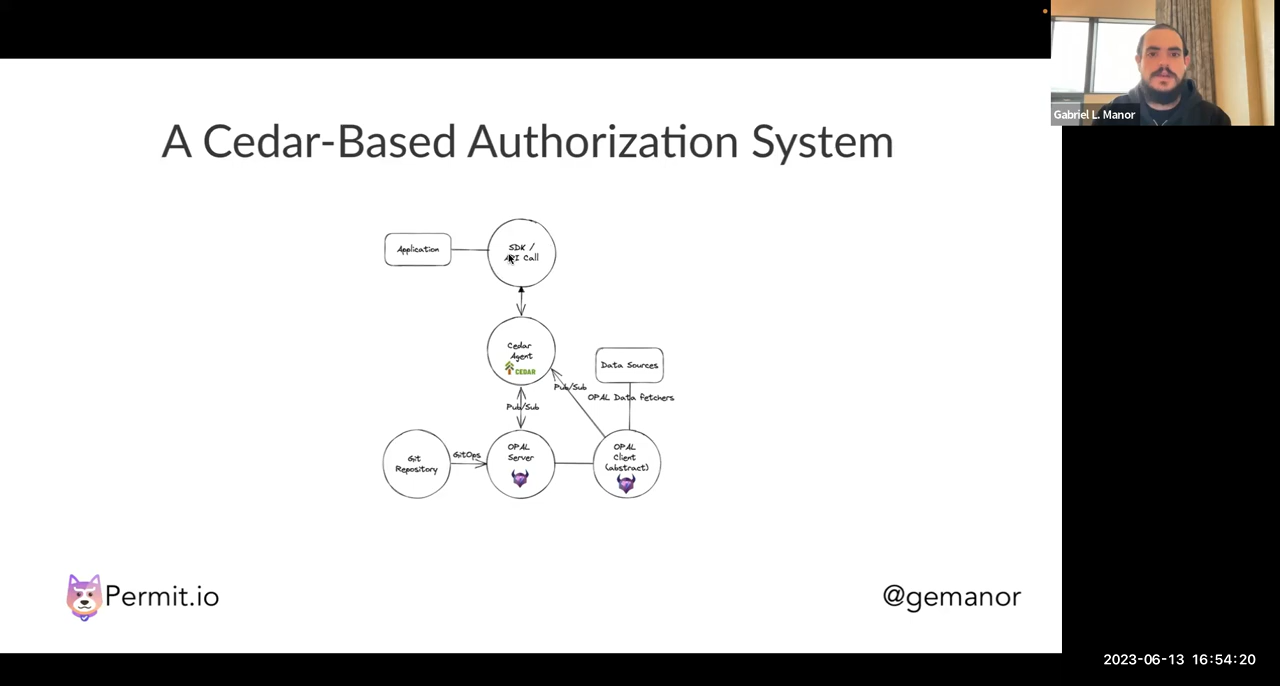 Gabriel L. Manor
A Cedar-Based Authorization System
Application
SDK /
API Call
Cedar
Agent
CEDAR
Data Sources
Pub/Sub
OPAL Data fetchers
Pub/Sub
Git
Repository
GitOps
OPAL
Server
OPAL
Client
(abstract)
Permit.io
@gemanor
2023-06-13 16:54:20